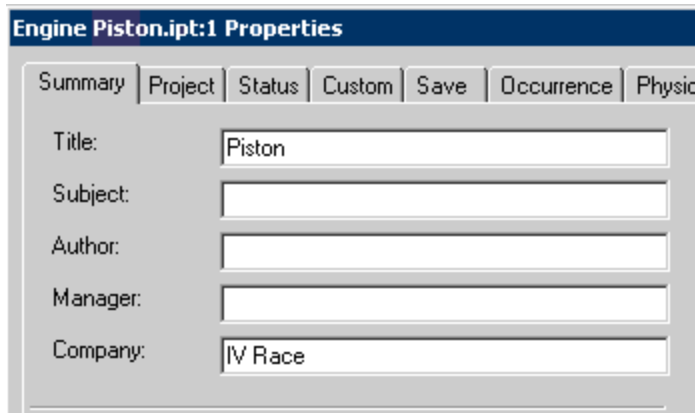 Engine Piston.ipt:1 Properties
Summary Project Status Custom Save Occurrence Physic
Title: Piston
Subject:
Author:
Manager:
Company: IV Race